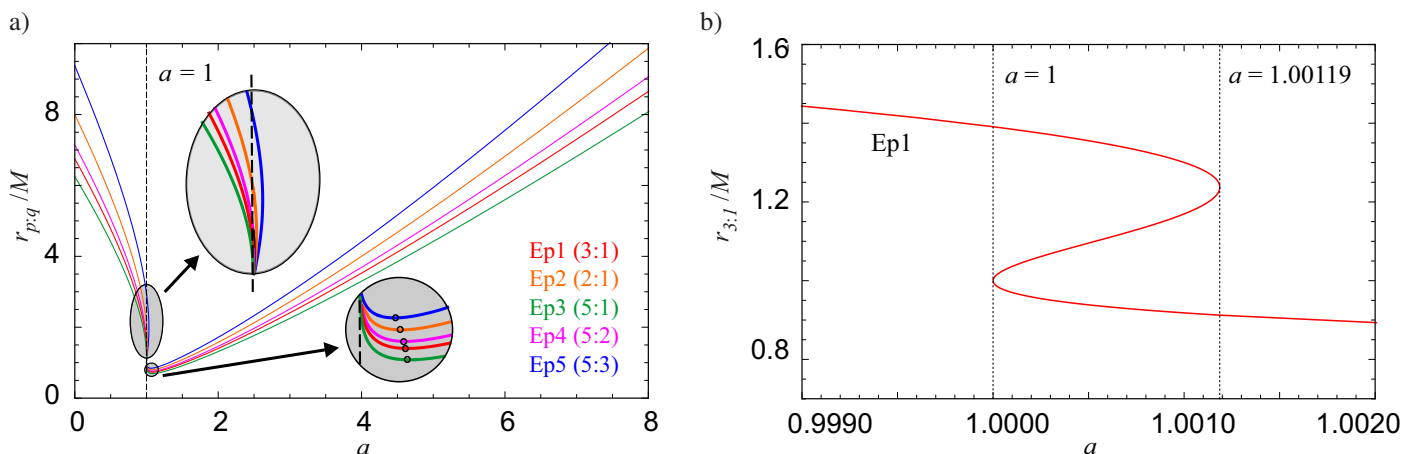 a)
r p:q /M
8
4
0
0
2
4
6
8
a
a = 1
Ep1 (3:1)
Ep2 (2:1)
Ep3 (5:1)
Ep4 (5:2)
Ep5 (5:3)
b)
r 3:1 /M
1.6
1.2
0.8
0.9990
1.0000
1.0010
1.0020
a
a = 1
a = 1.00119
Ep1